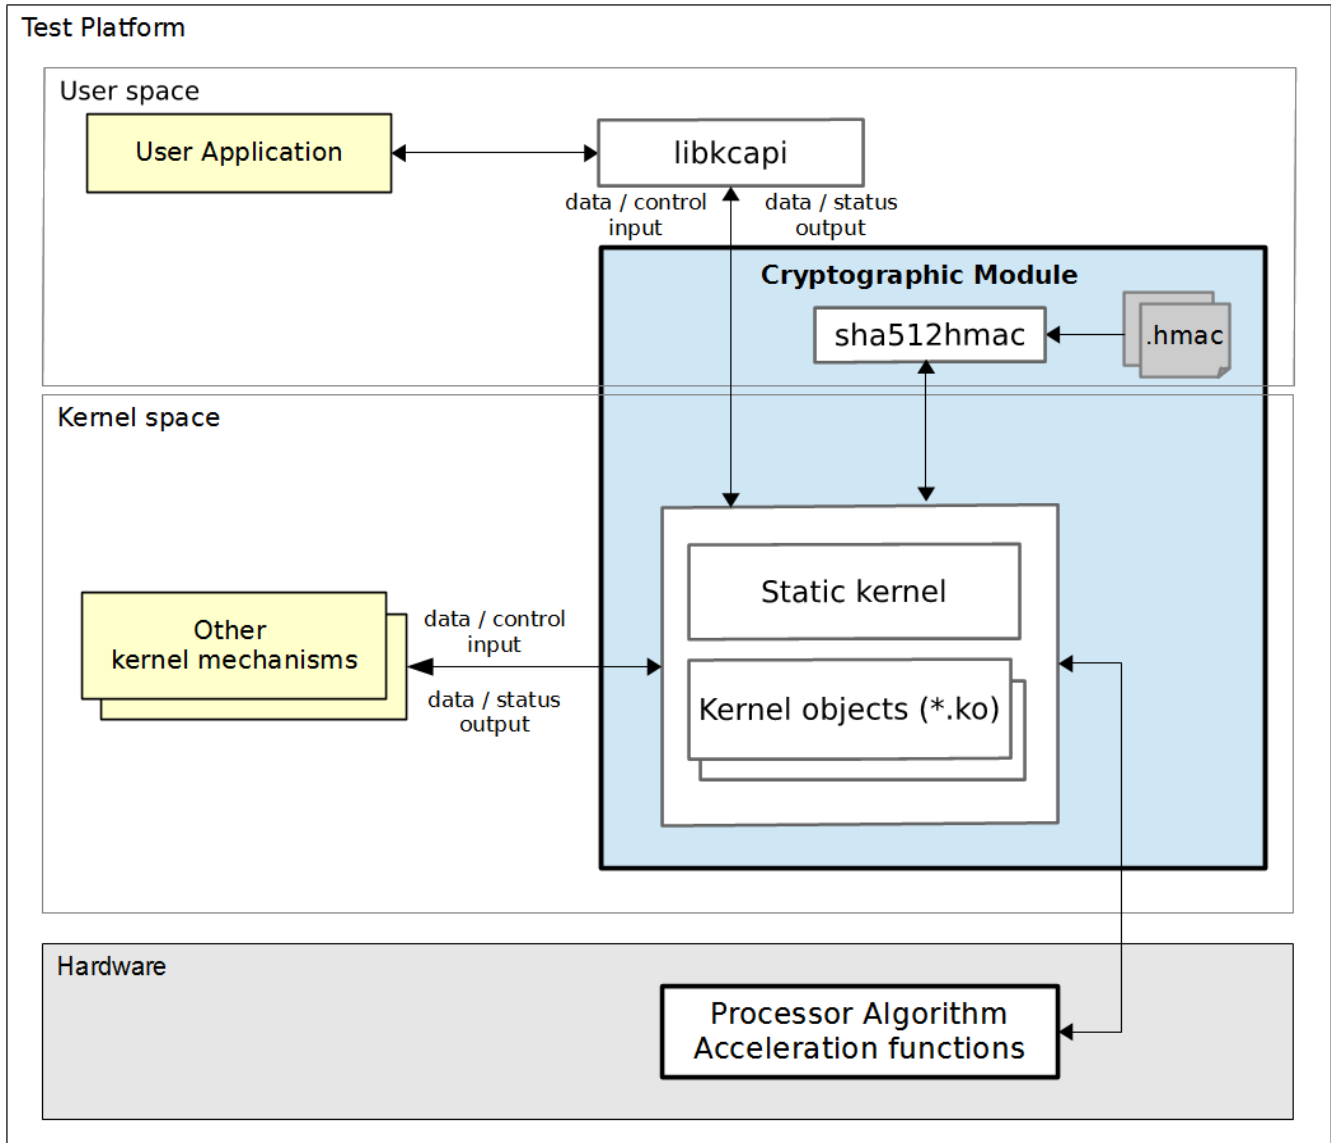 Test Platform
User space
User Application
libkcapi
data / control
input
data / status
output
Cryptographic Module
sha512hmac
.hmac
Kernel space
Static kernel
Other
kernel mechanisms
data / control
input
data / status
output
Kernel objects (*.ko)
Hardware
Processor Algorithm
Acceleration functions